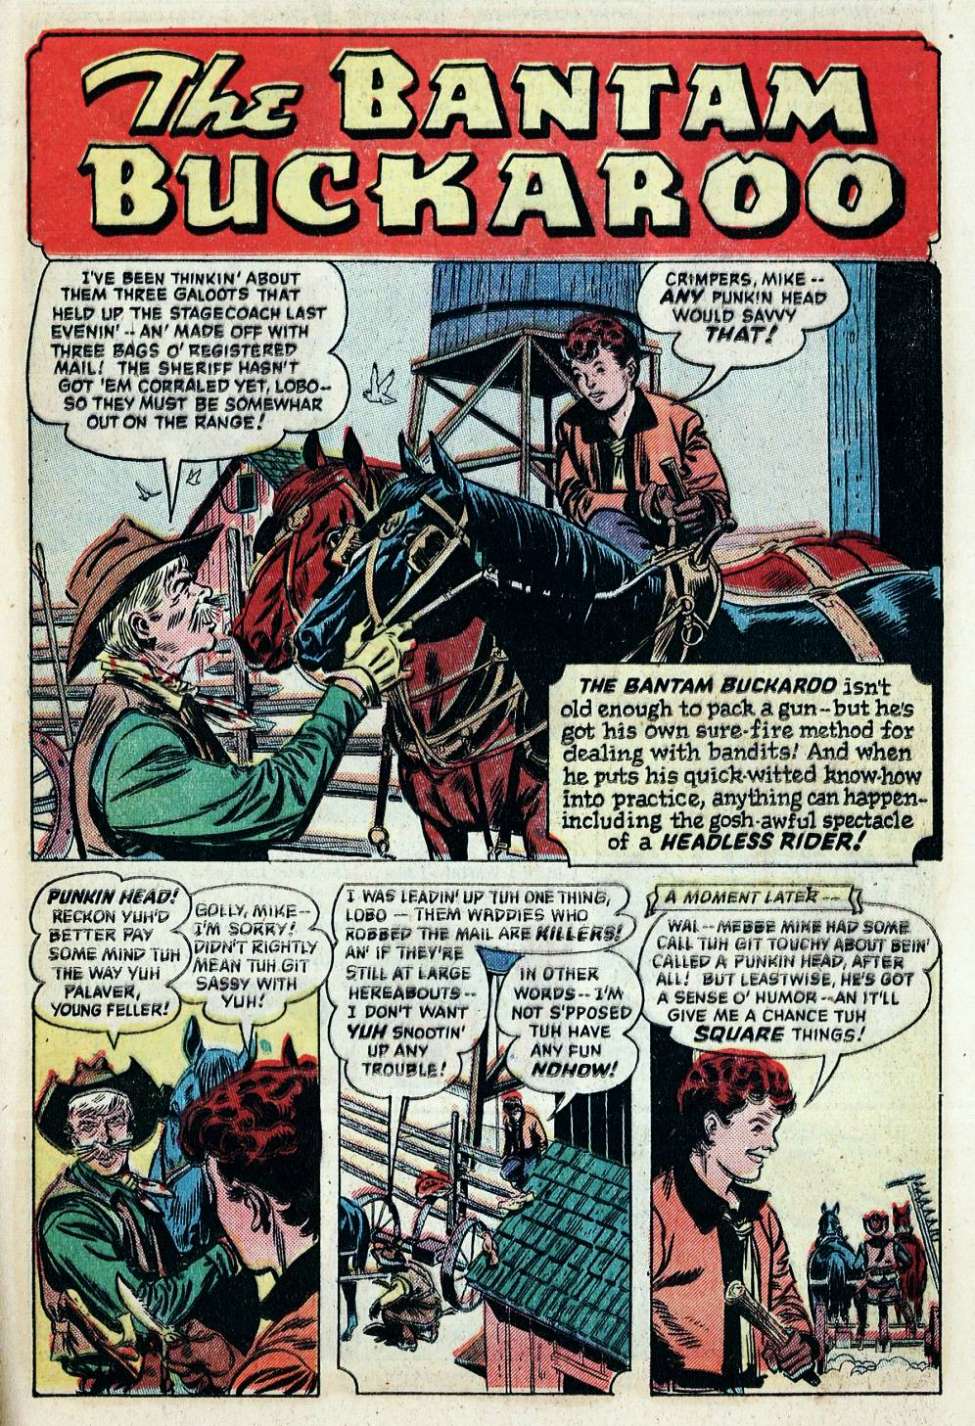 The BANTAM
BUCKAROO
I'VE BEEN THINKIN' ABOUT
THEM THREE GALOOTS THAT
HELD UP THE STAGECOACH LAST
EVENIN' -- AN' MADE OFF WITH
THREE BAGS O' REGISTERED
MAIL! THE SHERIFF HASN'T
GOT 'EM CORRALED YET, LOBO--
SO THEY MUST BE SOMEWHAR
OUT ON THE RANGE!
CRIMPERS, MIKE --
ANY PUNKIN HEAD
WOULD SAVVY
THAT!
THE BANTAM BUCKAROO isn't
old enough to pack a gun -- but he's
got his own sure-fire method for
dealing with bandits! And when
he puts his quick-witted know-how
into practice, anything can happen--
including the gosh-awful spectacle
of a HEADLESS RIDER!
PUNKIN HEAD!
RECKON YUH'D
BETTER PAY
SOME MIND TUH
THE WAY YUH
PALAVER,
YOUNG FELLER!
GOLLY, MIKE--
I'M SORRY!
DIDN'T RIGHTLY
MEAN TUH GIT
SASSY WITH
YUH!
I WAS LEADIN' UP TUH ONE THING,
LOBO -- THEM WADDIES WHO
ROBBED THE MAIL ARE KILLERS!
AN' IF THEY'RE
STILL AT LARGE
HEREABOUTS--
I DON'T WANT
YUH SNOOTIN'
UP ANY
TROUBLE!
IN OTHER
WORDS -- I'M
NOT S'PPOSED
TUH HAVE
ANY FUN
NOHOW!
A MOMENT LATER --
WAL -- MEBBE MIKE HAD SOME
CALL TUH GIT TOUCHY ABOUT BEIN'
CALLED A PUNKIN HEAD, AFTER
ALL! BUT LEASTWISE, HE'S GOT
A SENSE O' HUMOR -- AN IT'LL
GIVE ME A CHANCE TUH
SQUARE THINGS!